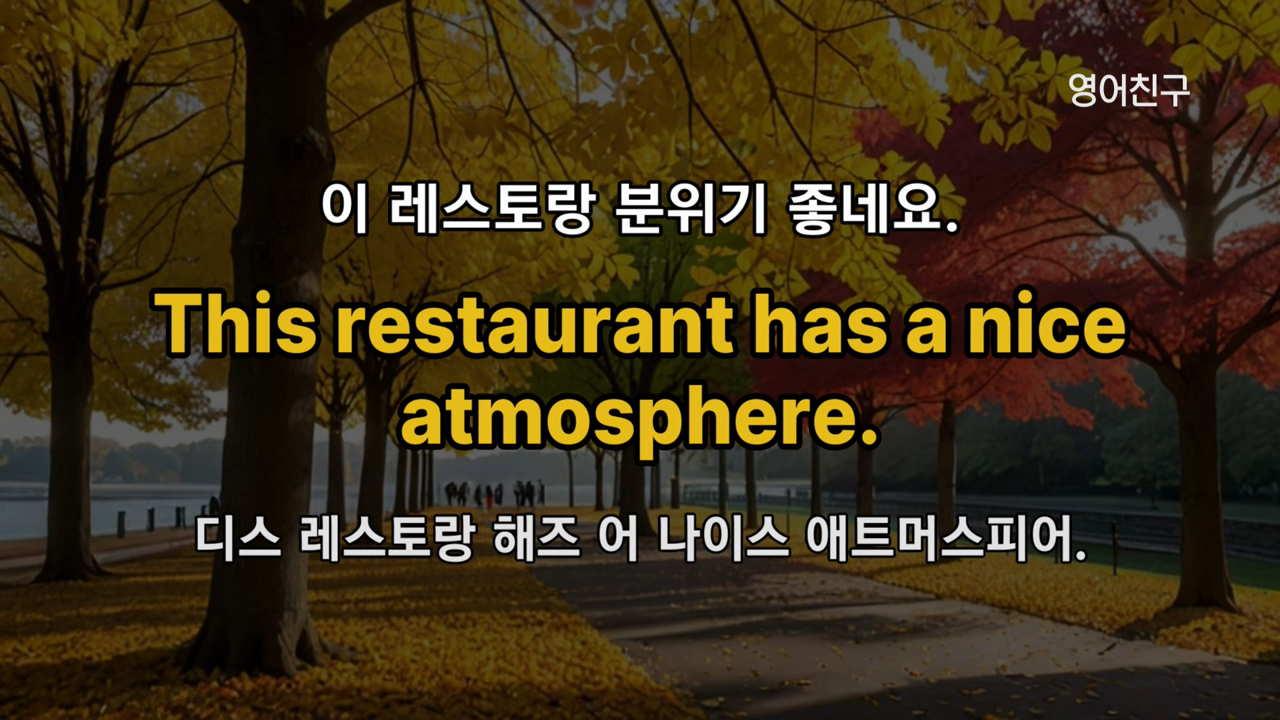 영어친구
이 레스토랑 분위기 좋네요.
This restaurant has a nice
atmosphere.
디스 레스토랑 해즈 어 나이스 애트머스피어.